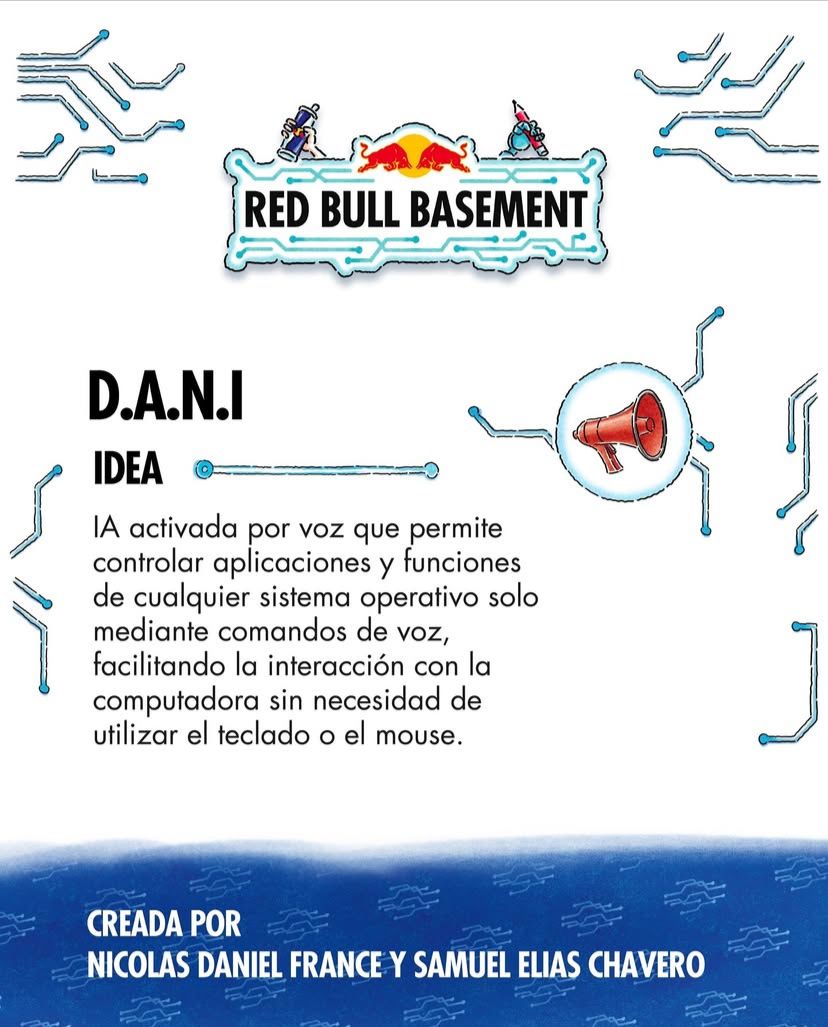 RED BULL BASEMENT
D.A.N.I
IDEA
IA activada por voz que permite
controlar aplicaciones y funciones
de cualquier sistema operativo solo
mediante comandos de voz,
facilitando la interacción con la
computadora sin necesidad de
utilizar el teclado o el mouse.
CREADA POR
NICOLAS DANIEL FRANCE Y SAMUEL ELIAS CHAVERO